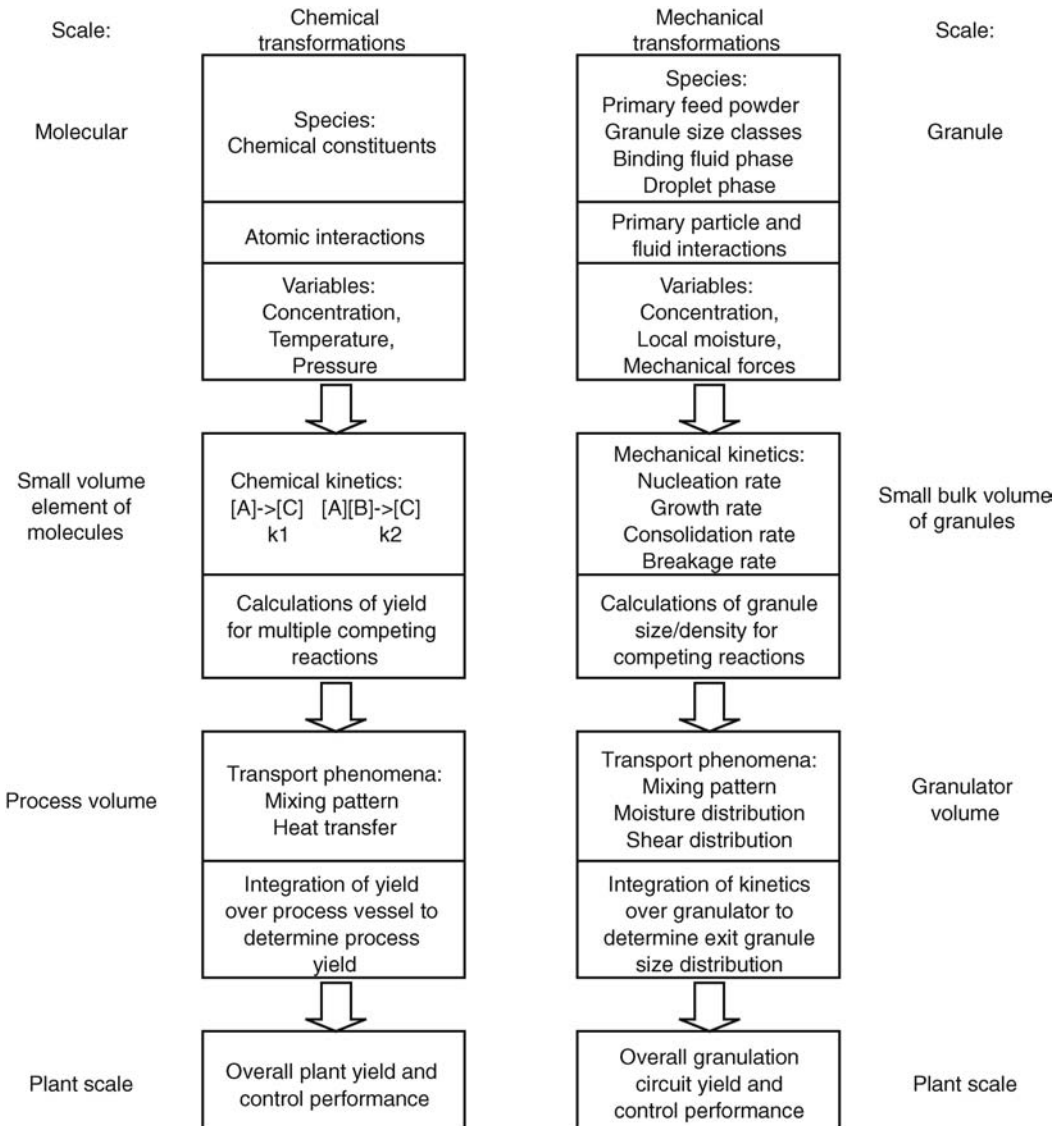 Scale:
Chemical
transformations
Mechanical
transformations
Scale:
Molecular
Species:
Chemical constituents
Species:
Primary feed powder
Granule size classes
Binding fluid phase
Droplet phase
Granule
Atomic interactions
Primary particle and
fluid interactions
Variables:
Concentration,
Temperature,
Pressure
Variables:
Concentration,
Local moisture,
Mechanical forces
Small volume
element of
molecules
Chemical kinetics:
[A]->[C] [A][B]->[C]
k1 k2
Mechanical kinetics:
Nucleation rate
Growth rate
Consolidation rate
Breakage rate
Small bulk volume
of granules
Calculations of yield
for multiple competing
reactions
Calculations of granule
size/density for
competing reactions
Process volume
Transport phenomena:
Mixing pattern
Heat transfer
Transport phenomena:
Mixing pattern
Moisture distribution
Shear distribution
Granulator
volume
Integration of yield
over process vessel to
determine process
yield
Integration of kinetics
over granulator to
determine exit granule
size distribution
Plant scale
Overall plant yield and
control performance
Overall granulation
circuit yield and
control performance
Plant scale